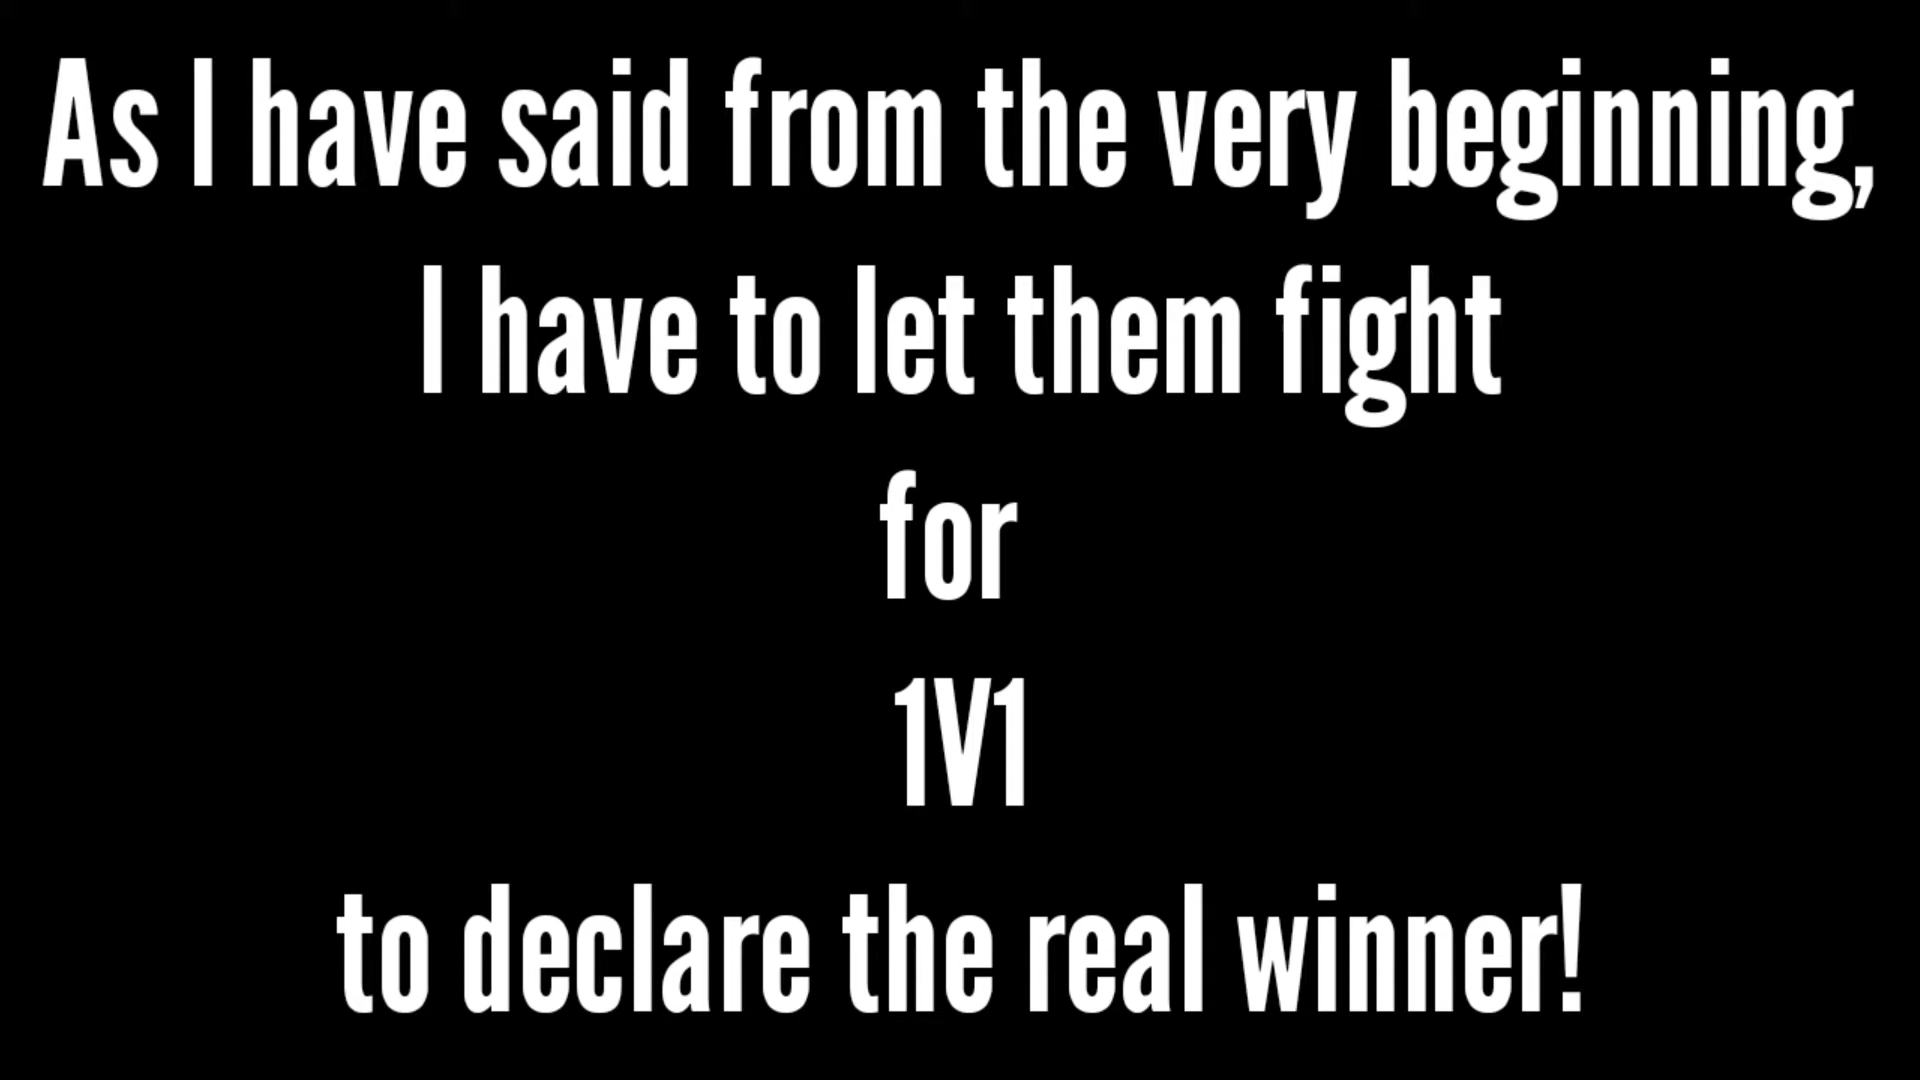 As I have said from the very beginning,
I have to let them fight
for
1V1
to declare the real winner!